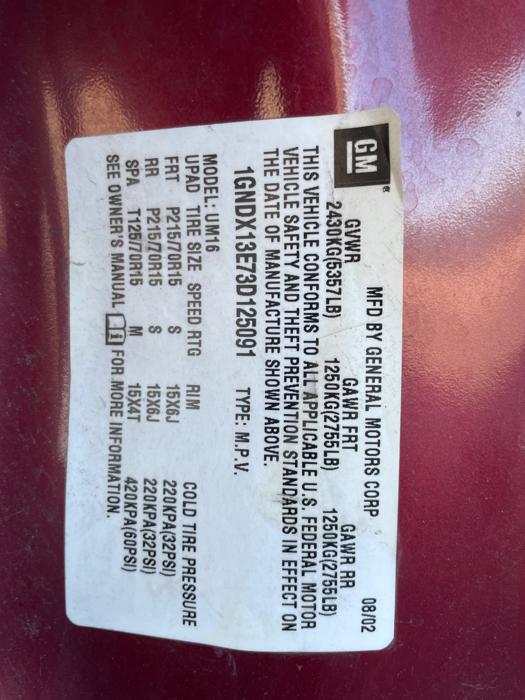 GM
MFD BY GENERAL MOTORS CORP 08/02
GVWR GAWR FRT GAWR RR
2430KG(5357LB) 1250KG(2755LB) 1250KG(2755LB)
THIS VEHICLE CONFORMS TO ALL APPLICABLE U.S. FEDERAL MOTOR
VEHICLE SAFETY AND THEFT PREVENTION STANDARDS IN EFFECT ON
THE DATE OF MANUFACTURE SHOWN ABOVE.
1GNDX13E73D125091 TYPE: M.P.V.
MODEL: UM16
UPAD TIRE SIZE SPEED RTG RIM COLD TIRE PRESSURE
FRT P215/70R15 S 15X6J 220KPA(32PSI)
RR P215/70R15 S 15X6J 220KPA(32PSI)
SPA T125/70R15 M 15X4T 420KPA(60PSI)
SEE OWNER'S MANUAL i FOR MORE INFORMATION.